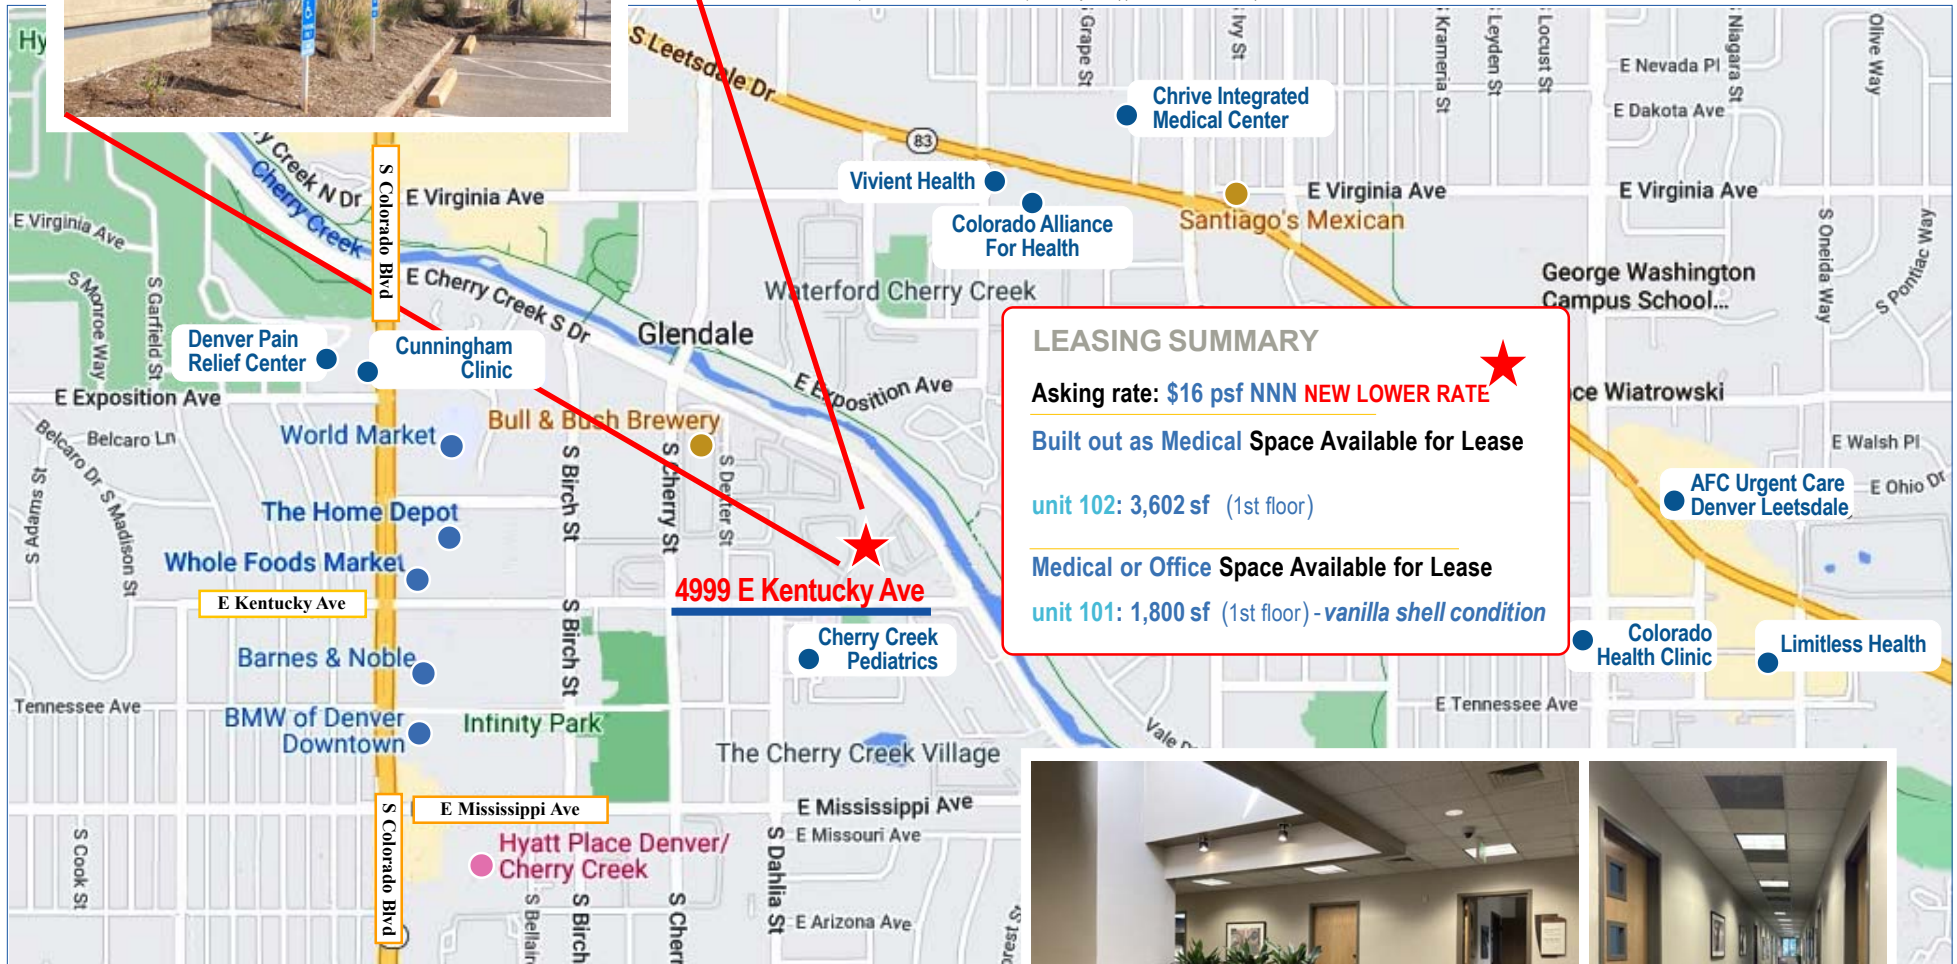 S Leetsdale Dr
83
S Grape St
S Ivy St
S Krameria St
S Leyden St
S Locust St
S Niagara St
Olive Way
E Nevada Pl
E Dakota Ave
Chrive Integrated
Medical Center
Cherry Creek
S Colorado Blvd
E Virginia Ave
E Virginia Ave
E Virginia Ave
E Virginia Ave
Vivient Health
Colorado Alliance
For Health
Santiago's Mexican
S Oneida Way
S Pontiac Way
S Monroe Way
S Garfield St
E Cherry Creek S Dr
Glendale
Waterford Cherry Creek
George Washington
Campus School...
Denver Pain
Relief Center
Cunningham
Clinic
E Exposition Ave
E Exposition Ave
LEASING SUMMARY
Asking rate: $16 psf NNN NEW LOWER RATE
Built out as Medical Space Available for Lease
unit 102: 3,602 sf (1st floor)
Medical or Office Space Available for Lease
unit 101: 1,800 sf (1st floor) - vanilla shell condition
ce Wiatrowski
Belcaro Ln
Belcaro Dr
S Adams St
S Madison St
World Market
Bull & Bush Brewery
S Birch St
S Cherry St
S Dexter St
E Walsh Pl
E Ohio Dr
AFC Urgent Care
Denver Leetsdale
The Home Depot
Whole Foods Market
E Kentucky Ave
4999 E Kentucky Ave
Cherry Creek
Pediatrics
S Birch St
Colorado
Health Clinic
Limitless Health
Barnes & Noble
Tennessee Ave
E Tennessee Ave
BMW of Denver
Downtown
Infinity Park
The Cherry Creek Village
Vale D
S Colorado Blvd
E Mississippi Ave
E Mississippi Ave
E Missouri Ave
Hyatt Place Denver/
Cherry Creek
S Cook St
S Dahlia St
E Arizona Ave
S Bellair
S Birch
S Cherr